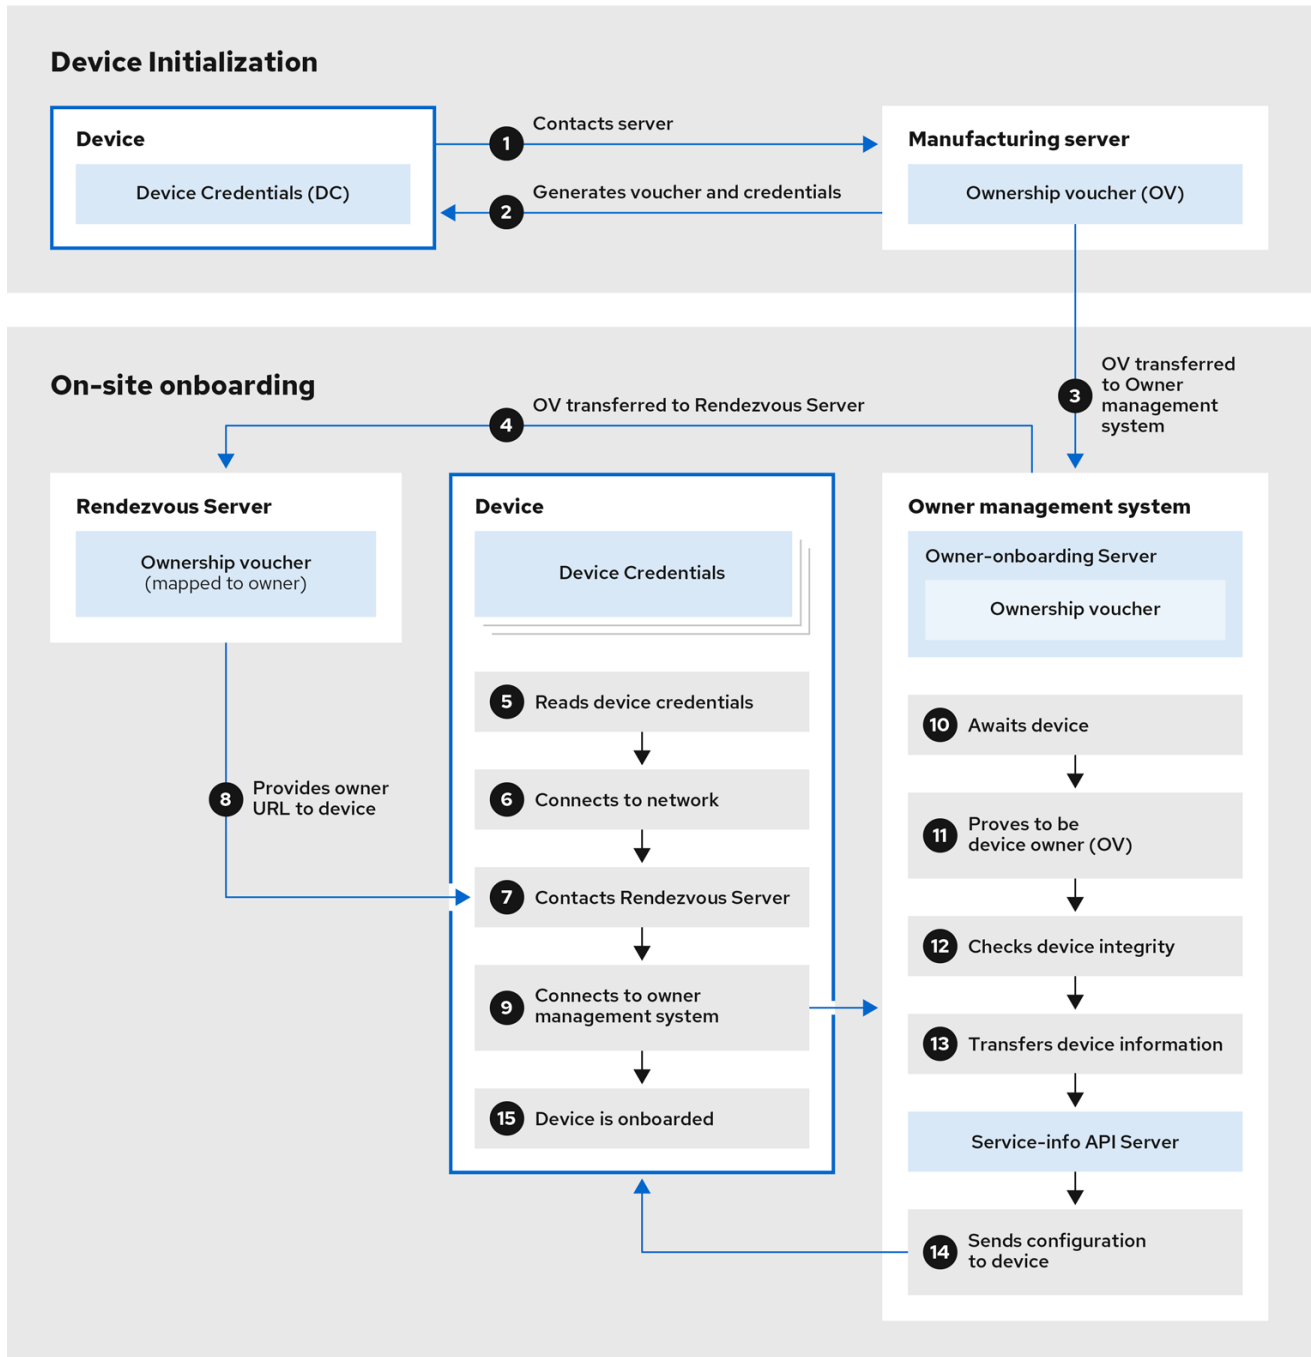 Device Initialization
Device
Device Credentials (DC)
1
Contacts server
2
Generates voucher and credentials
Manufacturing server
Ownership voucher (OV)
On-site onboarding
3
OV transferred
to Owner
management
system
4
OV transferred to Rendezvous Server
Rendezvous Server
Ownership voucher
(mapped to owner)
8
Provides owner
URL to device
Device
Device Credentials
5
Reads device credentials
6
Connects to network
7
Contacts Rendezvous Server
9
Connects to owner
management system
15
Device is onboarded
Owner management system
Owner-onboarding Server
Ownership voucher
10
Awaits device
11
Proves to be
device owner (OV)
12
Checks device integrity
13
Transfers device information
Service-info API Server
14
Sends configuration
to device